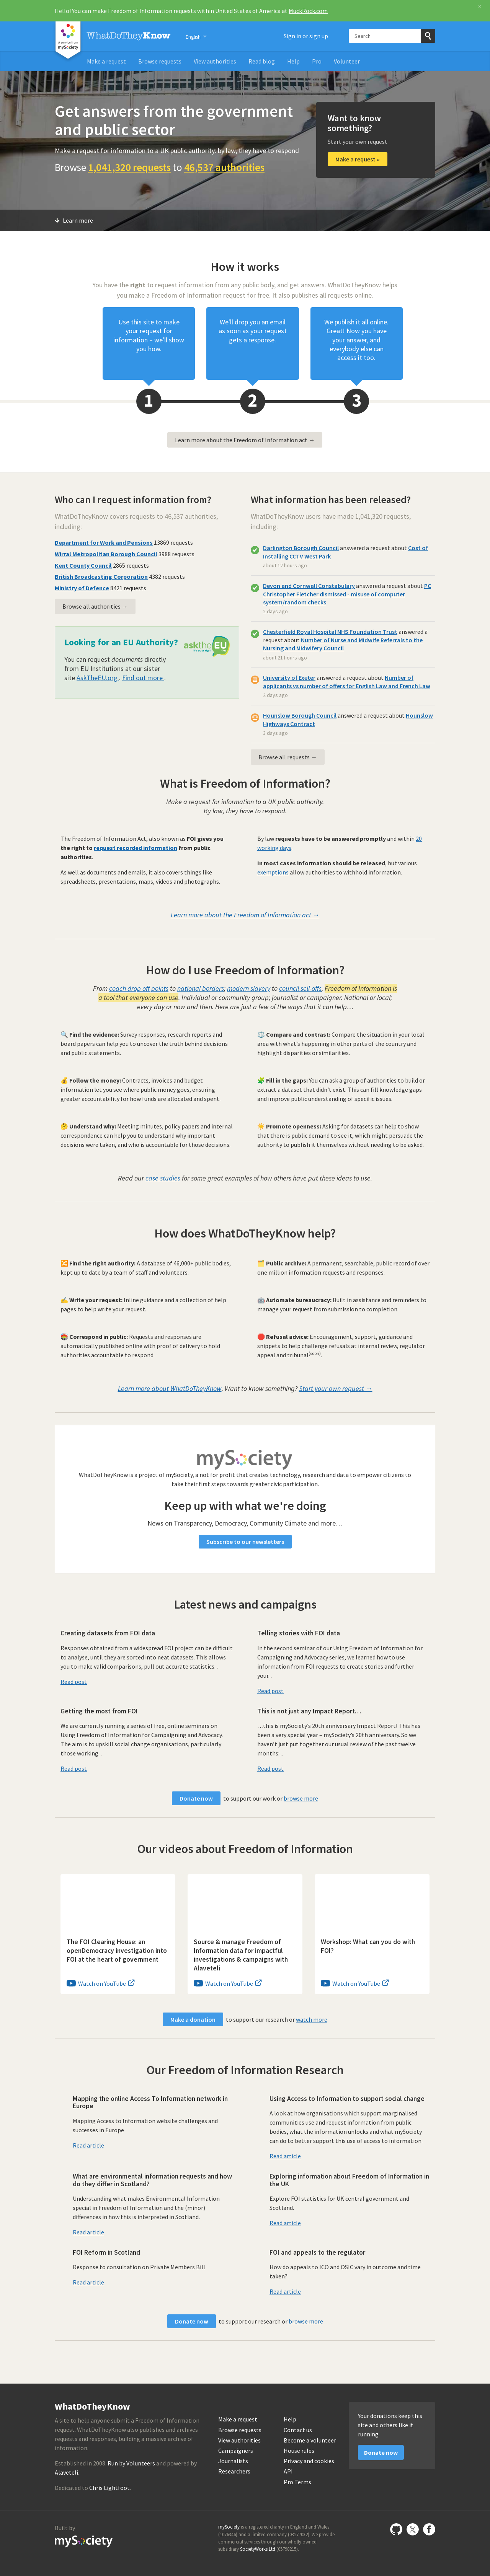 Hello! You can make Freedom of Information requests within United States of America at MuckRock.com
×
a service from
mySociety
WhatDoTheyKnow
English
Sign in or sign up
Search
Make a request
Browse requests
View authorities
Read blog
Help
Pro
Volunteer
Get answers from the government
and public sector
Make a request for information to a UK public authority: by law, they have to respond
Browse 1,041,320 requests to 46,537 authorities
Want to know
something?
Start your own request
Make a request »
Learn more
How it works
You have the right to request information from any public body, and get answers. WhatDoTheyKnow helps
you make a Freedom of Information request for free. It also publishes all requests online.
Use this site to make
your request for
information – we'll show
you how.
We'll drop you an email
as soon as your request
gets a response.
We publish it all online.
Great! Now you have
your answer, and
everybody else can
access it too.
1
2
3
Learn more about the Freedom of Information act →
Who can I request information from?
WhatDoTheyKnow covers requests to 46,537 authorities,
including:
Department for Work and Pensions 13869 requests
Wirral Metropolitan Borough Council 3988 requests
Kent County Council 2865 requests
British Broadcasting Corporation 4382 requests
Ministry of Defence 8421 requests
Browse all authorities →
Looking for an EU Authority?
asktheEU
You can request documents directly
from EU Institutions at our sister
site AskTheEU.org . Find out more .
What information has been released?
WhatDoTheyKnow users have made 1,041,320 requests,
including:
Darlington Borough Council answered a request about Cost of
Installing CCTV West Park
about 12 hours ago
Devon and Cornwall Constabulary answered a request about PC
Christopher Fletcher dismissed - misuse of computer
system/random checks
3 days ago
Chesterfield Royal Hospital NHS Foundation Trust answered a
request about Number of Nurse and Midwife Referrals to the
Nursing and Midwifery Council
about 21 hours ago
University of Exeter answered a request about Number of
applicants vs number of offers for English Law and French Law
2 days ago
Hounslow Borough Council answered a request about Hounslow
Highways Contract
3 days ago
Browse all requests →
What is Freedom of Information?
Make a request for information to a UK public authority.
By law, they have to respond.
The Freedom of Information Act, also known as FOI gives you
the right to request recorded information from public
authorities.
As well as documents and emails, it also covers things like
spreadsheets, presentations, maps, videos and photographs.
By law requests have to be answered promptly and within 20
working days.
In most cases information should be released, but various
exemptions allow authorities to withhold information.
Learn more about the Freedom of Information act →
How do I use Freedom of Information?
From coach drop off points to national borders; modern slavery to council sell-offs, Freedom of Information is
a tool that everyone can use. Individual or community group; journalist or campaigner. National or local;
every day or now and then. Here are just a few of the ways that it can help…
🔍 Find the evidence: Survey responses, research reports and
board papers can help you to uncover the truth behind decisions
and public statements.
⚖️ Compare and contrast: Compare the situation in your local
area with what's happening in other parts of the country and
highlight disparities or similarities.
💰 Follow the money: Contracts, invoices and budget
information let you see where public money goes, ensuring
greater accountability for how funds are allocated and spent.
🧩 Fill in the gaps: You can ask a group of authorities to build or
extract a dataset that didn't exist. This can fill knowledge gaps
and improve public understanding of specific issues.
🤔 Understand why: Meeting minutes, policy papers and internal
correspondence can help you to understand why important
decisions were taken, and who is accountable for those decisions.
☀️ Promote openness: Asking for datasets can help to show
that there is public demand to see it, which might persuade the
authority to publish it themselves without needing to be asked.
Read our case studies for some great examples of how others have put these ideas to use.
How does WhatDoTheyKnow help?
🔀 Find the right authority: A database of 46,000+ public bodies,
kept up to date by a team of staff and volunteers.
🗂️ Public archive: A permanent, searchable, public record of over
one million information requests and responses.
✍️ Write your request: Inline guidance and a collection of help
pages to help write your request.
🤖 Automate bureaucracy: Built in assistance and reminders to
manage your request from submission to completion.
📯 Correspond in public: Requests and responses are
automatically published online with proof of delivery to hold
authorities accountable to respond.
🛑 Refusal advice: Encouragement, support, guidance and
snippets to help challenge refusals at internal review, regulator
appeal and tribunal(soon).
Learn more about WhatDoTheyKnow. Want to know something? Start your own request →
mySociety
WhatDoTheyKnow is a project of mySociety, a not for profit that creates technology, research and data to empower citizens to
take their first steps towards greater civic participation.
Keep up with what we're doing
News on Transparency, Democracy, Community Climate and more…
Subscribe to our newsletters
Latest news and campaigns
Creating datasets from FOI data
Responses obtained from a widespread FOI project can be difficult
to analyse, until they are sorted into neat datasets. This allows
you to make valid comparisons, pull out accurate statistics...
Read post
Telling stories with FOI data
In the second seminar of our Using Freedom of Information for
Campaigning and Advocacy series, we learned how to use
information from FOI requests to create stories and further
your...
Read post
Getting the most from FOI
We are currently running a series of free, online seminars on
Using Freedom of Information for Campaigning and Advocacy.
The aim is to upskill social change organisations, particularly
those working...
Read post
This is not just any Impact Report…
…this is mySociety's 20th anniversary Impact Report! This has
been a very special year – mySociety's 20th anniversary. So we
haven't just put together our usual review of the past twelve
months:...
Read post
Donate now to support our work or browse more
Our videos about Freedom of Information
The FOI Clearing House: an
openDemocracy investigation into
FOI at the heart of government
Watch on YouTube
Source & manage Freedom of
Information data for impactful
investigations & campaigns with
Alaveteli
Watch on YouTube
Workshop: What can you do with
FOI?
Watch on YouTube
Make a donation to support our research or watch more
Our Freedom of Information Research
Mapping the online Access To Information network in
Europe
Mapping Access to Information website challenges and
successes in Europe
Read article
Using Access to Information to support social change
A look at how organisations which support marginalised
communities use and request information from public
bodies, what the information unlocks and what mySociety
can do to better support this use of access to information.
Read article
What are environmental information requests and how
do they differ in Scotland?
Understanding what makes Environmental Information
special in Freedom of Information and the (minor)
differences in how this is interpreted in Scotland.
Read article
Exploring information about Freedom of Information in
the UK
Explore FOI statistics for UK central government and
Scotland.
Read article
FOI Reform in Scotland
Response to consultation on Private Members Bill
Read article
FOI and appeals to the regulator
How do appeals to ICO and OSIC vary in outcome and time
taken?
Read article
Donate now to support our research or browse more
WhatDoTheyKnow
A site to help anyone submit a Freedom of Information
request. WhatDoTheyKnow also publishes and archives
requests and responses, building a massive archive of
information.
Established in 2008. Run by Volunteers and powered by
Alaveteli.
Dedicated to Chris Lightfoot.
Make a request
Browse requests
View authorities
Campaigners
Journalists
Researchers
Help
Contact us
Become a volunteer
House rules
Privacy and cookies
API
Pro Terms
Your donations keep this
site and others like it
running
Donate now
Built by
mySociety
mySociety is a registered charity in England and Wales
(1076346) and a limited company (03277032). We provide
commercial services through our wholly owned
subsidiary SocietyWorks Ltd (05798215).